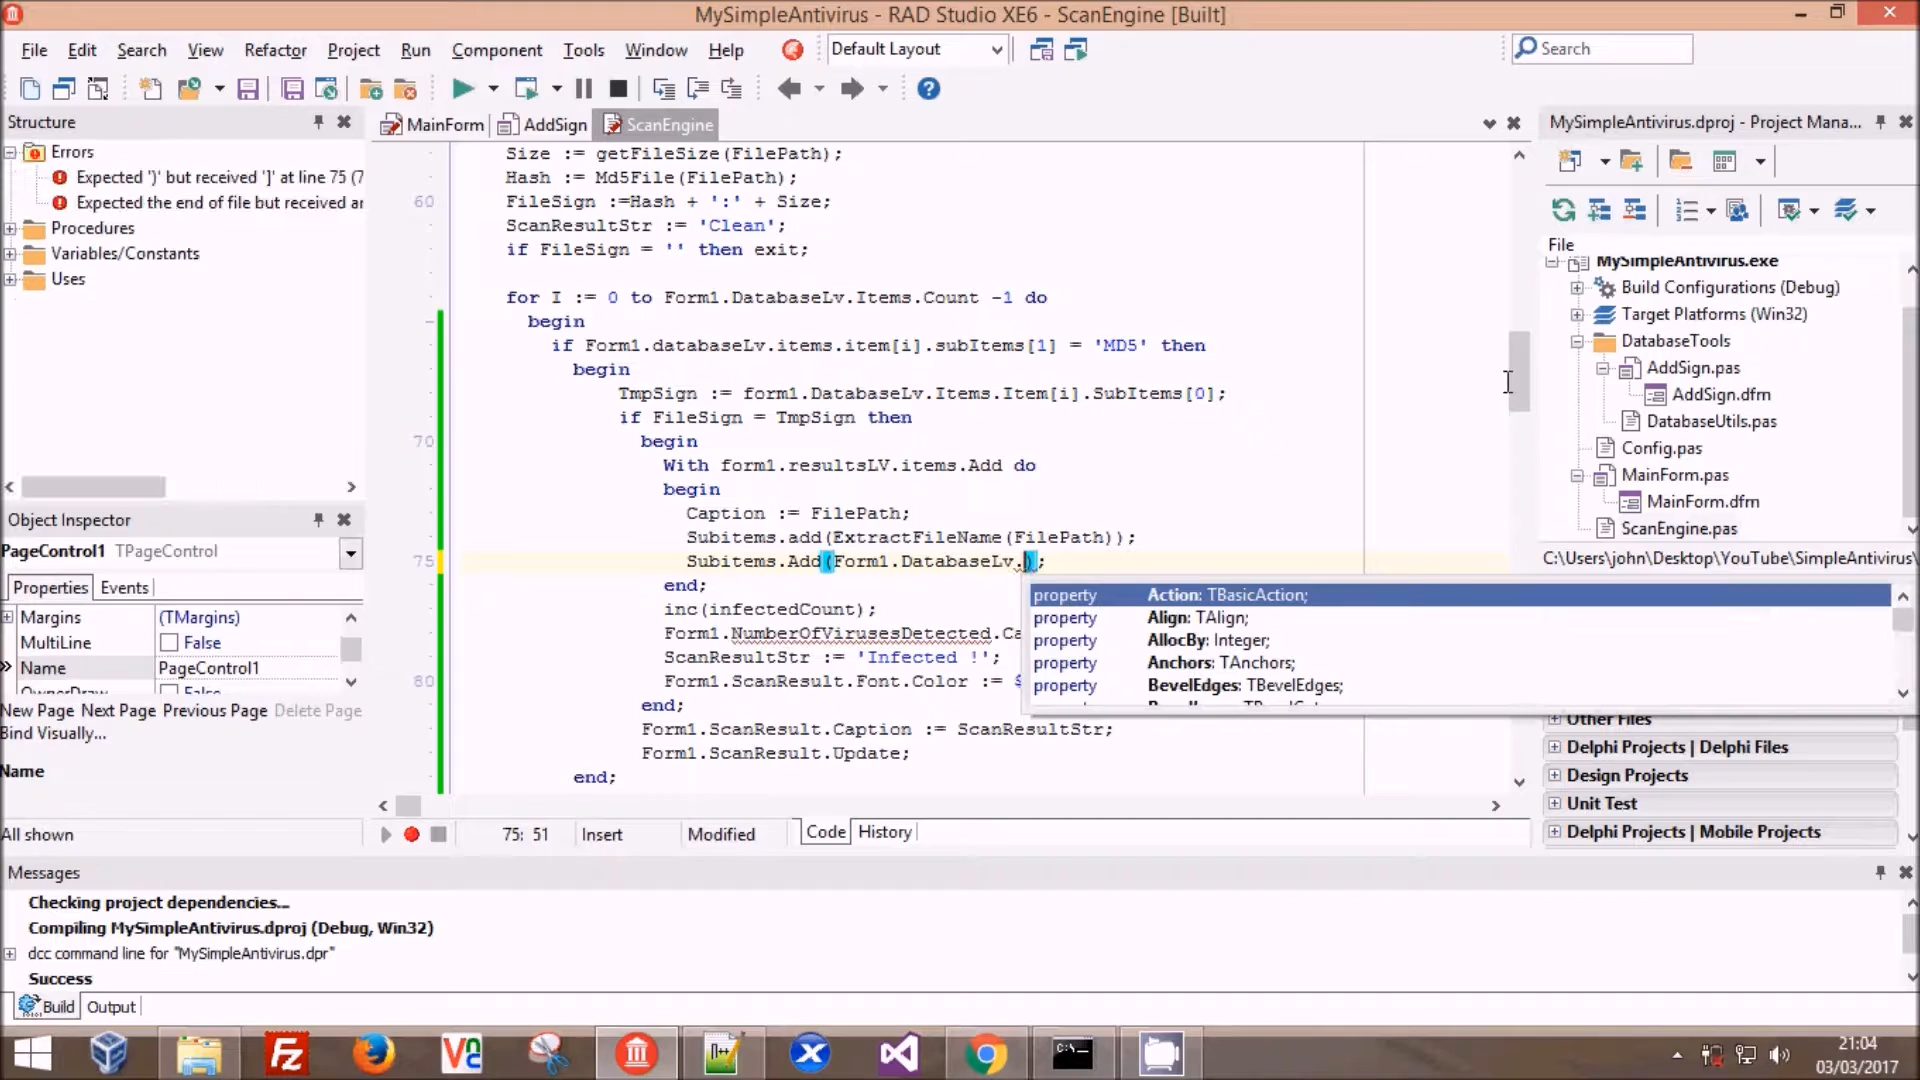 MySimpleAntivirus - RAD Studio XE6 - ScanEngine [Built]
File Edit Search View Refactor Project Run Component Tools Window Help
Default Layout
Search
Structure
Errors
Expected ')' but received ']' at line 75 (7
Expected the end of file but received ar
Procedures
Variables/Constants
Uses
Object Inspector
PageControl1 TPageControl
Properties Events
Margins (TMargins)
MultiLine False
Name PageControl1
OwnerDraw False
New Page Next Page Previous Page Delete Page
Bind Visually...
Name
All shown
MainForm AddSign ScanEngine
Size := getFileSize(FilePath);
Hash := Md5File(FilePath);
60 FileSign :=Hash + ':' + Size;
ScanResultStr := 'Clean';
if FileSign = '' then exit;
for I := 0 to Form1.DatabaseLv.Items.Count -1 do
begin
if Form1.databaseLv.items.item[i].subItems[1] = 'MD5' then
begin
TmpSign := form1.DatabaseLv.Items.Item[i].SubItems[0];
if FileSign = TmpSign then
70 begin
With form1.resultsLV.items.Add do
begin
Caption := FilePath;
Subitems.add(ExtractFileName(FilePath));
75 Subitems.Add(Form1.DatabaseLv.);
end;
inc(infectedCount);
Form1.NumberOfVirusesDetected.Ca
ScanResultStr := 'Infected !';
80 Form1.ScanResult.Font.Color := $
end;
Form1.ScanResult.Caption := ScanResultStr;
Form1.ScanResult.Update;
end;
property Action: TBasicAction;
property Align: TAlign;
property AllocBy: Integer;
property Anchors: TAnchors;
property BevelEdges: TBevelEdges;
75: 51 Insert Modified Code History
MySimpleAntivirus.dproj - Project Mana...
File
MySimpleAntivirus.exe
Build Configurations (Debug)
Target Platforms (Win32)
DatabaseTools
AddSign.pas
AddSign.dfm
DatabaseUtils.pas
Config.pas
MainForm.pas
MainForm.dfm
ScanEngine.pas
C:\Users\john\Desktop\YouTube\SimpleAntivirus\
Other Files
Delphi Projects | Delphi Files
Design Projects
Unit Test
Delphi Projects | Mobile Projects
Messages
Checking project dependencies...
Compiling MySimpleAntivirus.dproj (Debug, Win32)
dcc command line for "MySimpleAntivirus.dpr"
Success
Build Output
21:04
03/03/2017